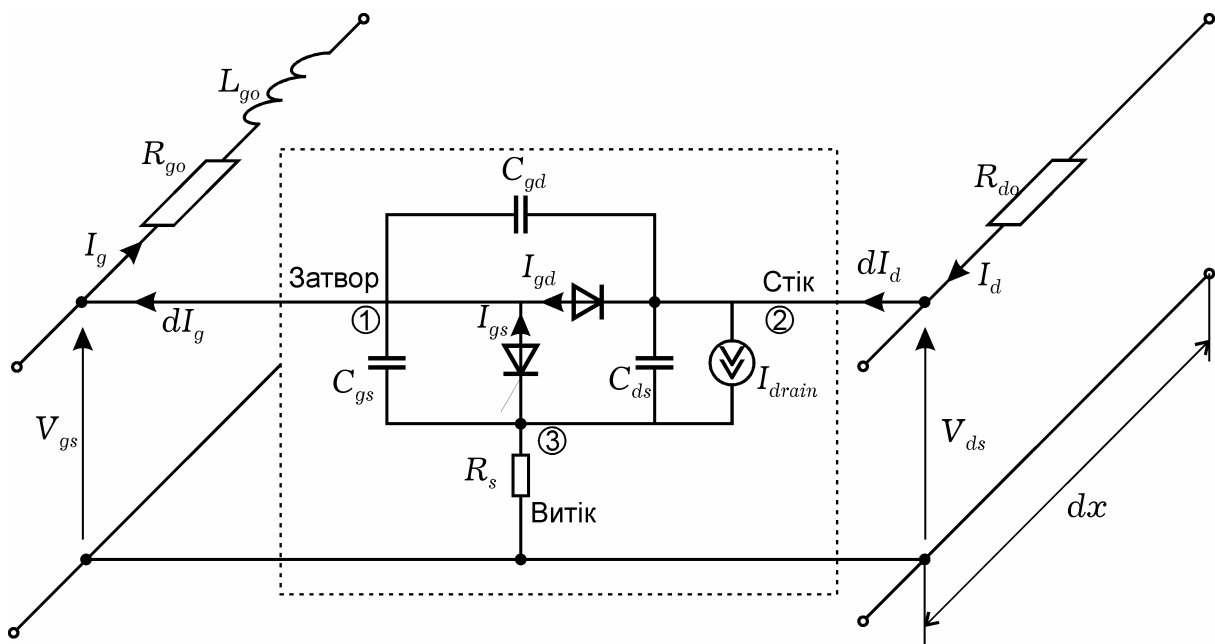 L_go
R_go
C_gd
R_do
I_g
Затвор
I_gd
Стік
dI_d
I_d
dI_g
①
I_gs
②
C_gs
C_ds
I_drain
V_gs
③
V_ds
R_s
Витік
dx